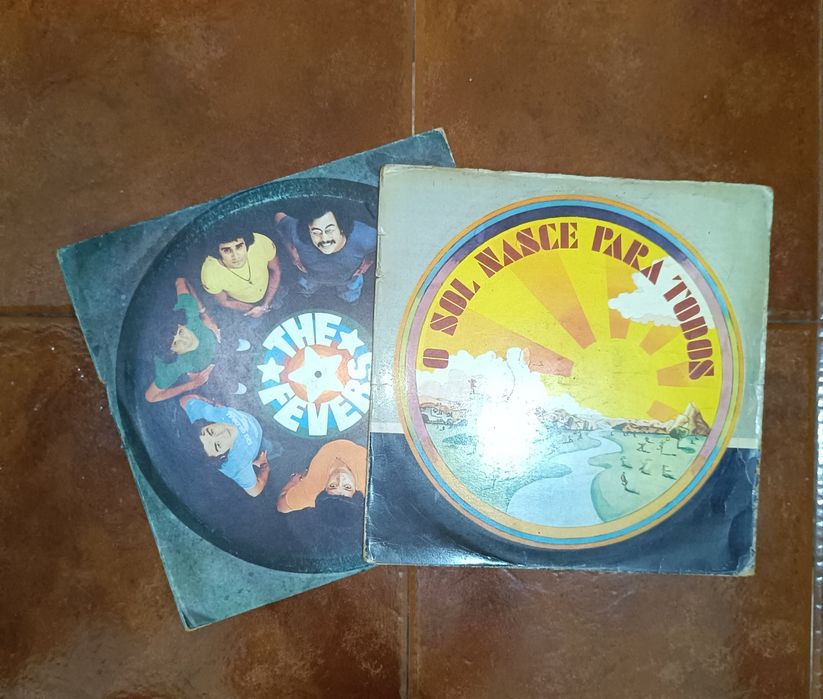 THE
FEVERS
O SOL NASCE PARA TODOS